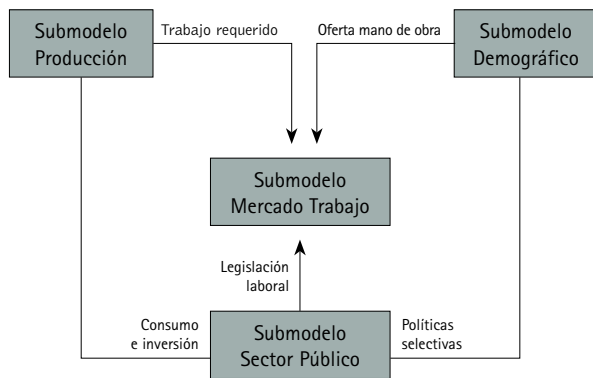 Submodelo
Producción
Trabajo requerido
Oferta mano de obra
Submodelo
Demográfico
Submodelo
Mercado Trabajo
Legislación
laboral
Consumo
e inversión
Submodelo
Sector Público
Políticas
selectivas